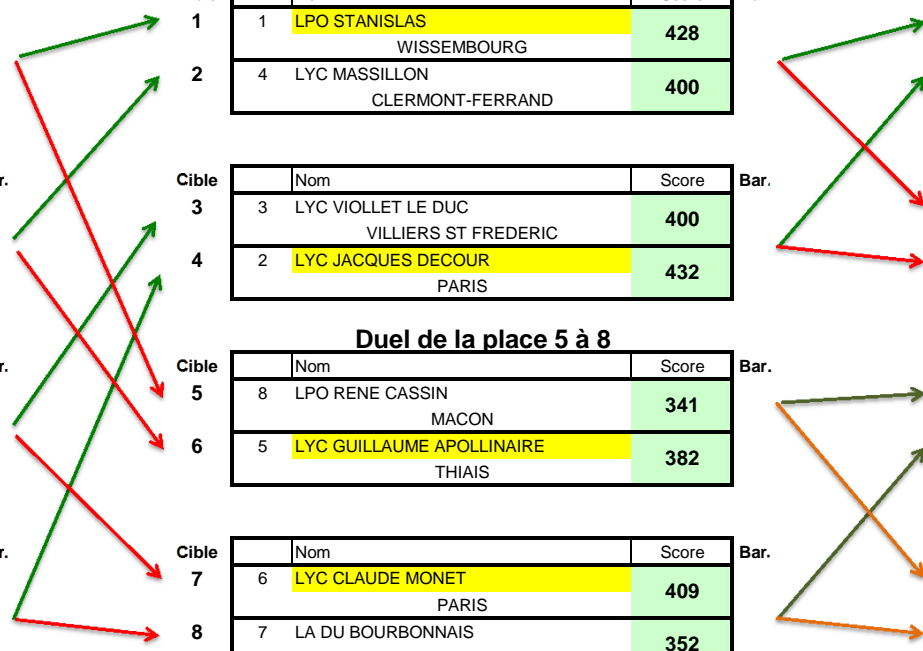 1 1 LPO STANISLAS 428
WISSEMBOURG
2 4 LYC MASSILLON 400
CLERMONT-FERRAND
r. Cible Nom Score Bar.
3 3 LYC VIOLLET LE DUC 400
VILLIERS ST FREDERIC
4 2 LYC JACQUES DECOUR 432
PARIS
Duel de la place 5 à 8
r. Cible Nom Score Bar.
5 8 LPO RENE CASSIN 341
MACON
6 5 LYC GUILLAUME APOLLINAIRE 382
THIAIS
r. Cible Nom Score Bar.
7 6 LYC CLAUDE MONET 409
PARIS
8 7 LA DU BOURBONNAIS 352